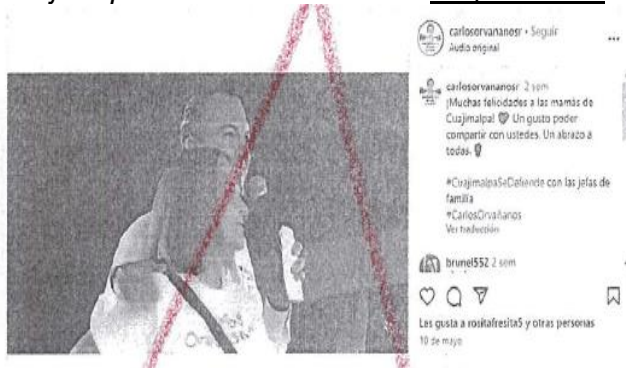 carlosorvananosr • Seguir
Audio original
carlosorvananosr 2 sem
¡Muchas felicidades a las mamás de
Cuajimalpa! Un gusto poder
compartir con ustedes. Un abrazo a
todas.
#CuajimalpaSeDefiende con las jefas de
familia
#CarlosOrvañanos
Ver traducción
brunel552 2 sem
Les gusta a rositafresita5 y otras personas
10 de mayo